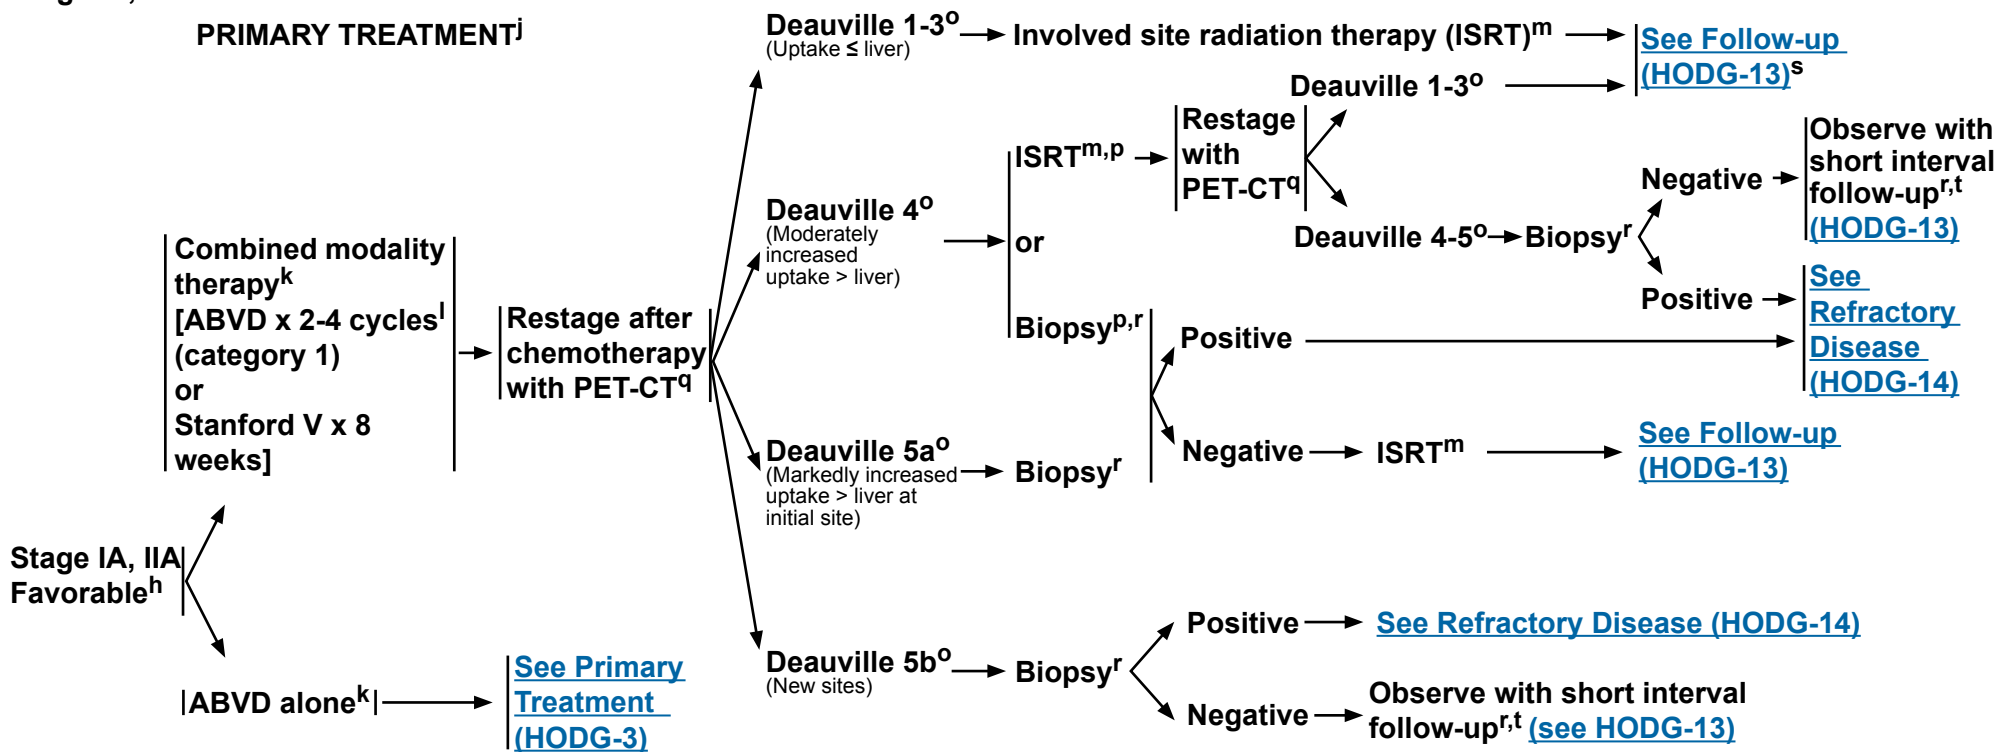 PRIMARY TREATMENTj
Stage IA, IIA
Favorableh
Combined modality
therapyk
[ABVD x 2-4 cyclesl
(category 1)
or
Stanford V x 8
weeks]
|ABVD alonek|
See Primary
Treatment
(HODG-3)
Restage after
chemotherapy
with PET-CTq
Deauville 1-3o
(Uptake ≤ liver)
Involved site radiation therapy (ISRT)m
See Follow-up
(HODG-13)s
Deauville 4o
(Moderately
increased
uptake > liver)
ISRTm,p
or
Biopsyp,r
Restage
with
PET-CTq
Deauville 1-3o
Deauville 4-5o
Biopsyr
Negative
Observe with
short interval
follow-upr,t
(HODG-13)
Positive
See
Refractory
Disease
(HODG-14)
Deauville 5ao
(Markedly increased
uptake > liver at
initial site)
Biopsyr
Positive
Negative
ISRTm
See Follow-up
(HODG-13)
Deauville 5bo
(New sites)
Biopsyr
Positive
See Refractory Disease (HODG-14)
Negative
Observe with short interval
follow-upr,t (see HODG-13)